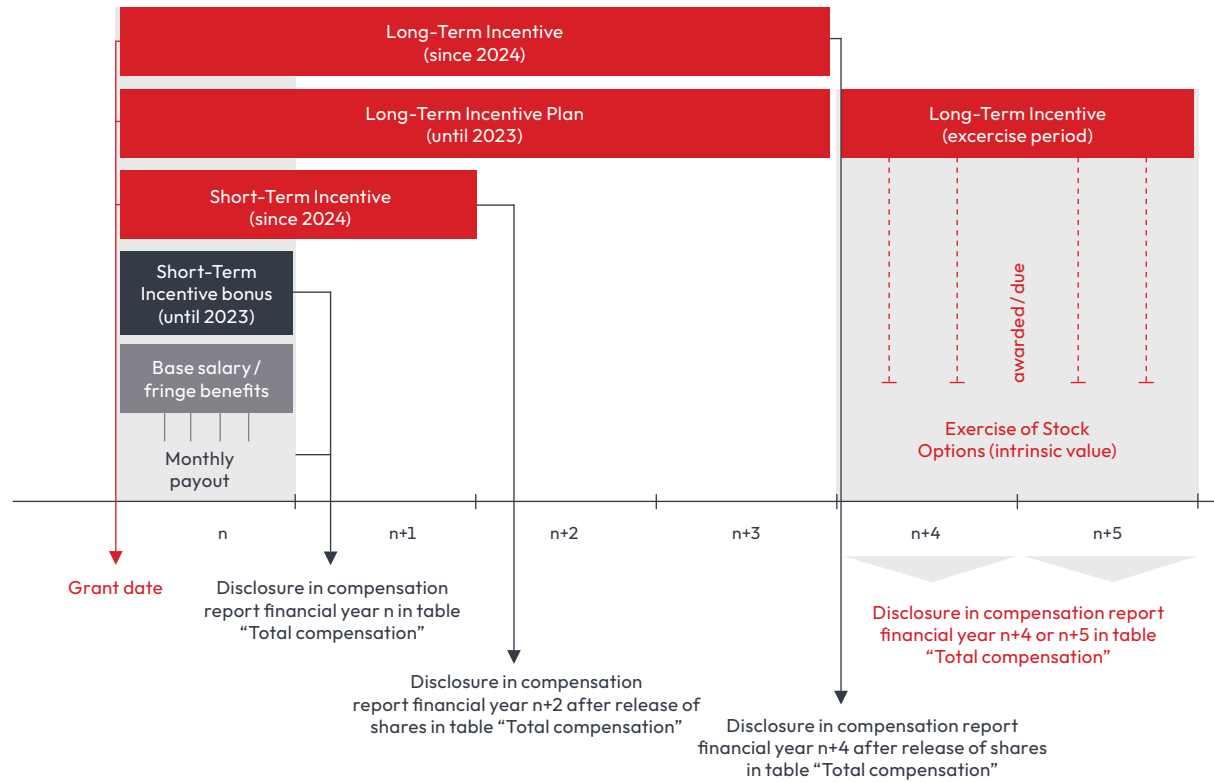 Long-Term Incentive
(since 2024)
Long-Term Incentive Plan
(until 2023)
Long-Term Incentive
(excercise period)
Short-Term Incentive
(since 2024)
Short-Term
Incentive bonus
(until 2023)
Base salary /
fringe benefits
Monthly
payout
awarded / due
Exercise of Stock
Options (intrinsic value)
n
n+1
n+2
n+3
n+4
n+5
Grant date
Disclosure in compensation
report financial year n in table
“Total compensation”
Disclosure in compensation report
financial year n+4 or n+5 in table
“Total compensation”
Disclosure in compensation
report financial year n+2 after release of
shares in table “Total compensation”
Disclosure in compensation report
financial year n+4 after release of shares
in table “Total compensation”